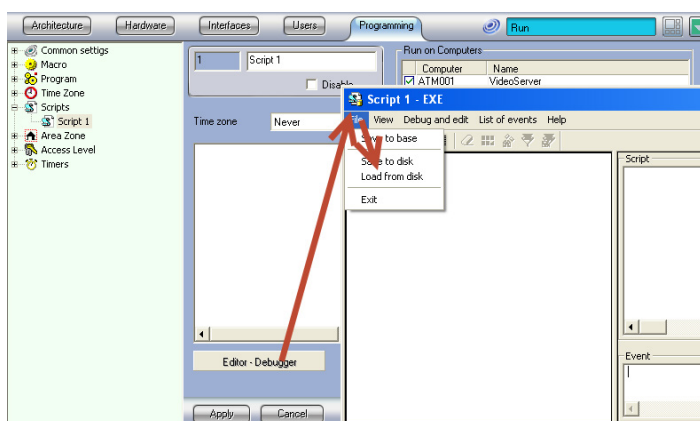 Architecture Hardware Interfaces Users Programming Run
Common settigs
Macro
Program
Time Zone
Scripts
Script 1
Area Zone
Access Level
Timers
1 Script 1
Time zone Never
Editor - Debugger
Apply Cancel
Run on Computers
Computer Name
ATM001 VideoServer
Script 1 - EXE
View Debug and edit List of events Help
to base
to disk
Load from disk
Exit
Script
Event